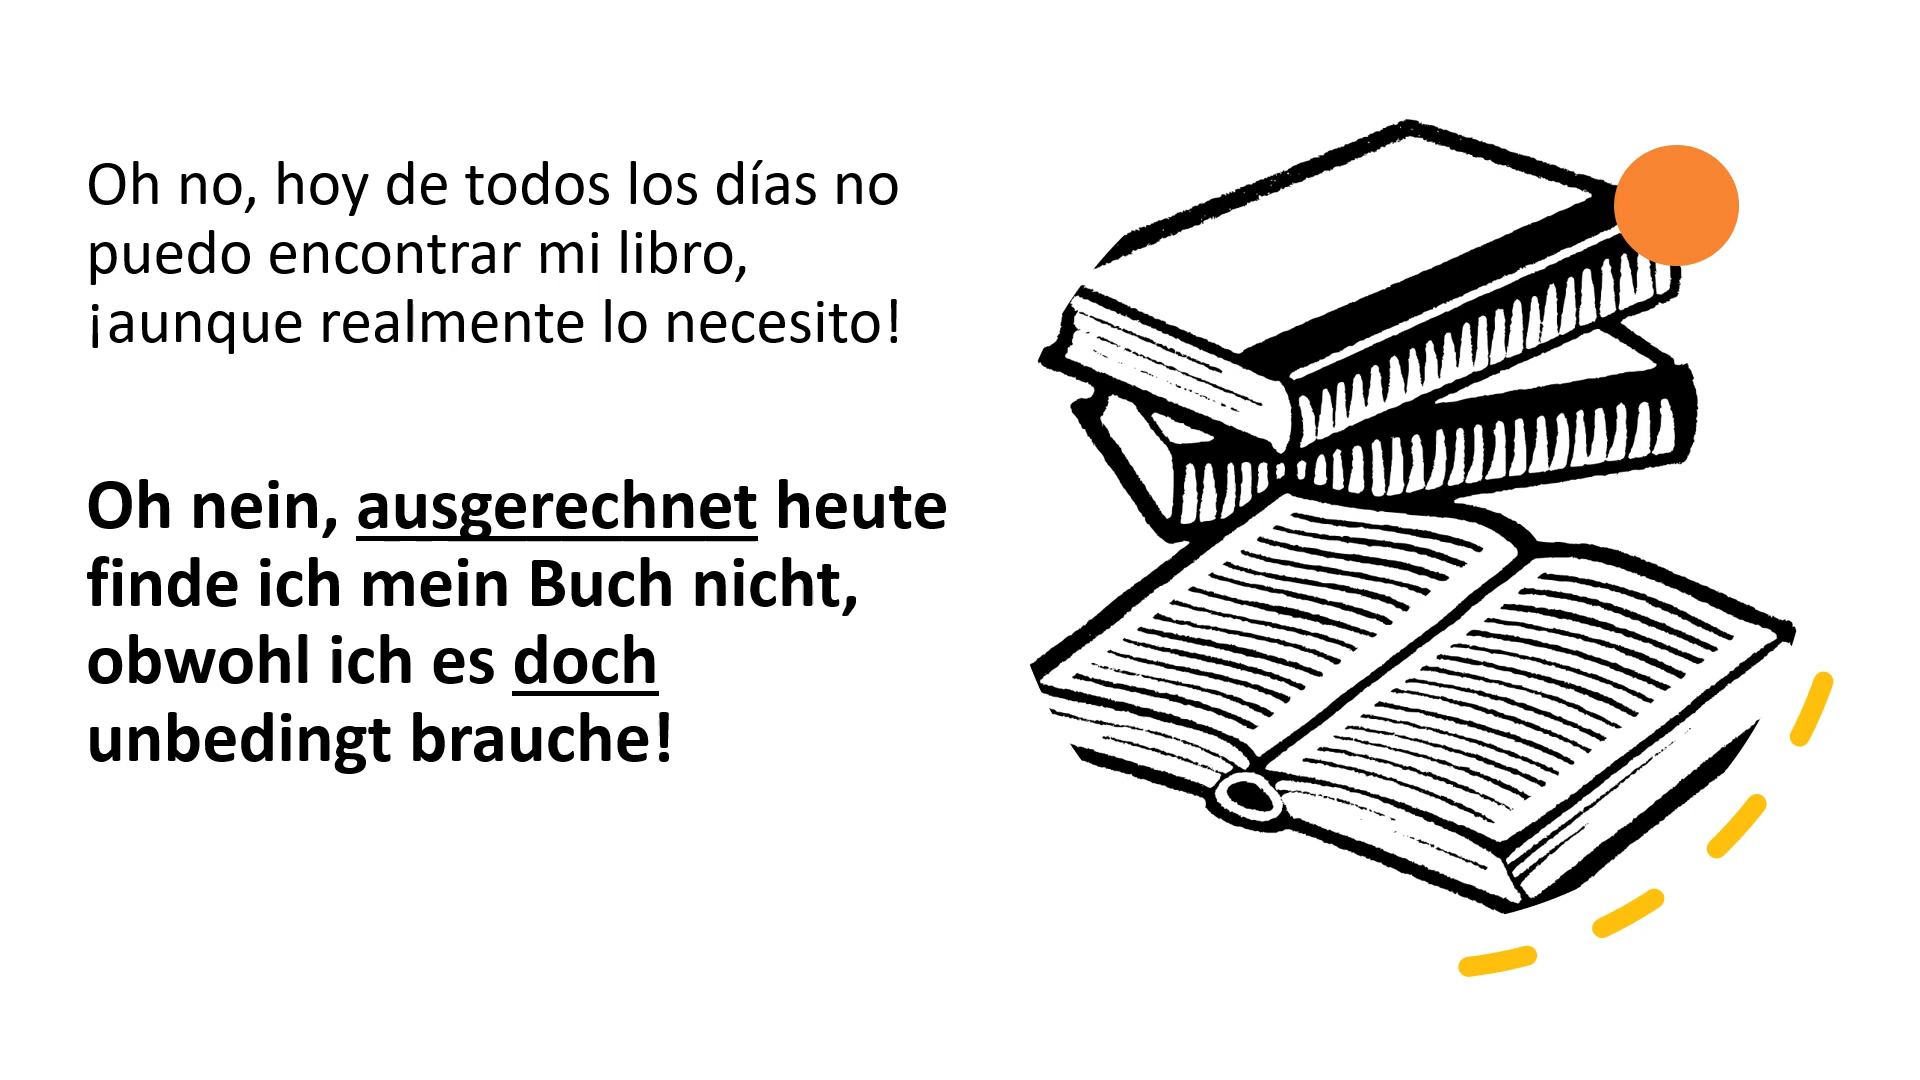 Oh no, hoy de todos los días no
puedo encontrar mi libro,
¡aunque realmente lo necesito!
Oh nein, ausgerechnet heute
finde ich mein Buch nicht,
obwohl ich es doch
unbedingt brauche!